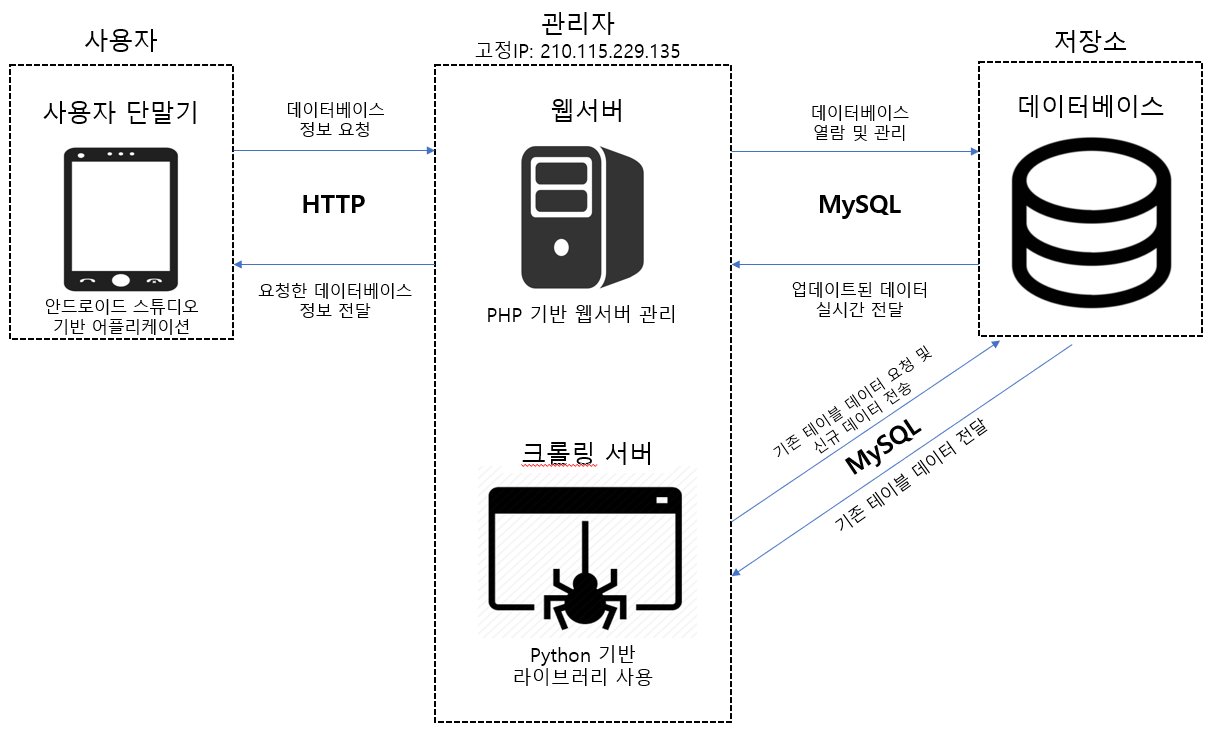 사용자
사용자 단말기
안드로이드 스튜디오
기반 어플리케이션
데이터베이스
정보 요청
HTTP
요청한 데이터베이스
정보 전달
관리자
고정IP: 210.115.229.135
웹서버
PHP 기반 웹서버 관리
크롤링 서버
Python 기반
라이브러리 사용
데이터베이스
열람 및 관리
MySQL
업데이트된 데이터
실시간 전달
기존 테이블 데이터 요청 및
신규 데이터 전송
MySQL
기존 테이블 데이터 전달
저장소
데이터베이스